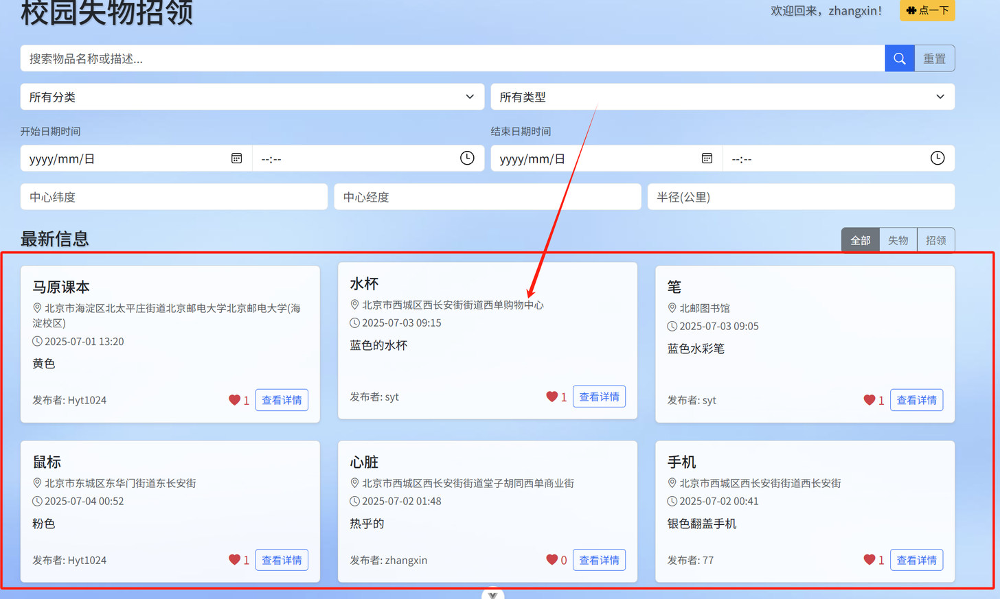 校园失物招领
欢迎回来，zhangxin！
点一下
搜索物品名称或描述...
重置
所有分类
所有类型
开始日期时间
结束日期时间
yyyy/mm/日
--:--
yyyy/mm/日
--:--
中心纬度
中心经度
半径(公里)
最新信息
全部
失物
招领
马原课本
北京市海淀区北太平庄街道北京邮电大学北京邮电大学(海
淀校区)
2025-07-01 13:20
黄色
发布者: Hyt1024
1
查看详情
水杯
北京市西城区西长安街街道西单购物中心
2025-07-03 09:15
蓝色的水杯
发布者: syt
1
查看详情
笔
北邮图书馆
2025-07-03 09:05
蓝色水彩笔
发布者: syt
1
查看详情
鼠标
北京市东城区东华门街道东长安街
2025-07-04 00:52
粉色
发布者: Hyt1024
1
查看详情
心脏
北京市西城区西长安街街道堂子胡同西单商业街
2025-07-02 01:48
热乎的
发布者: zhangxin
0
查看详情
手机
北京市西城区西长安街街道西长安街
2025-07-02 00:41
银色翻盖手机
发布者: 77
1
查看详情